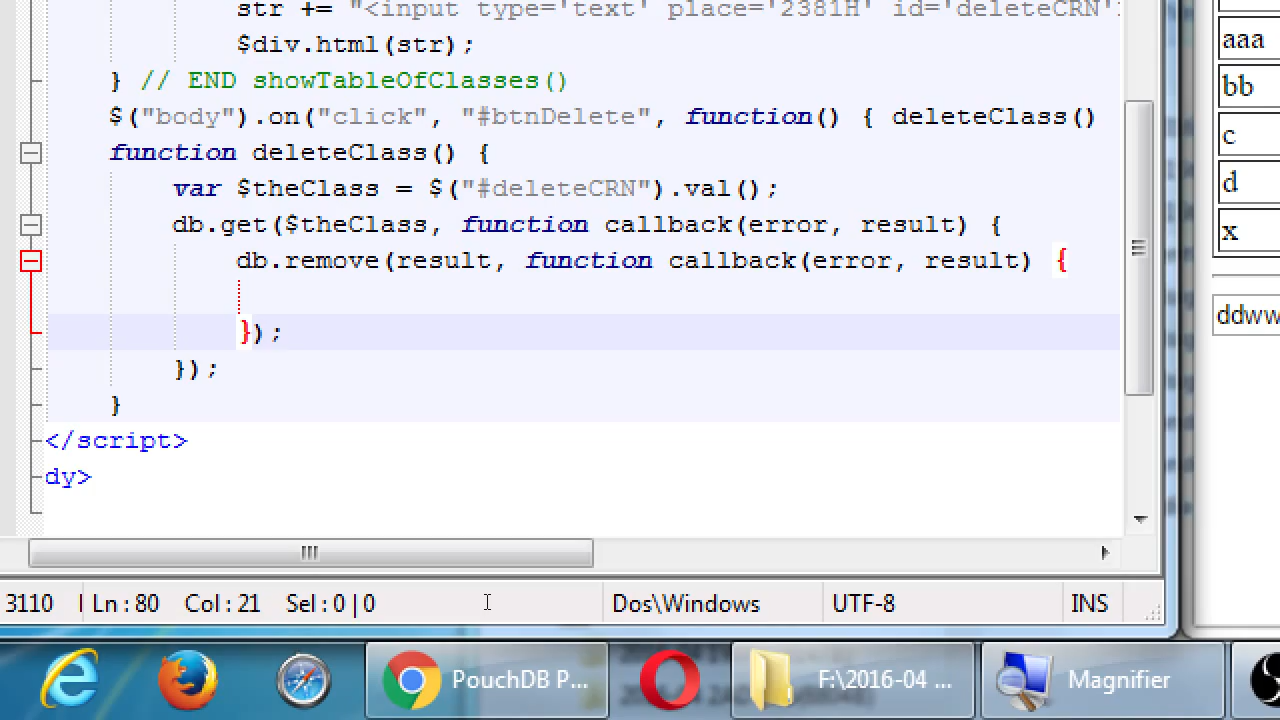 str += "<input type='text' place='2381H' id='deleteCRN'
$div.html(str);
} // END showTableOfClasses()
$("body").on("click", "#btnDelete", function() { deleteClass()
function deleteClass() {
var $theClass = $("#deleteCRN").val();
db.get($theClass, function callback(error, result) {
db.remove(result, function callback(error, result) {
});
});
}
</script>
dy>
3110 Ln : 80 Col : 21 Sel : 0 | 0 Dos\Windows UTF-8 INS
aaa
bb
c
d
x
ddww
PouchDB P... F:\2016-04 ... Magnifier